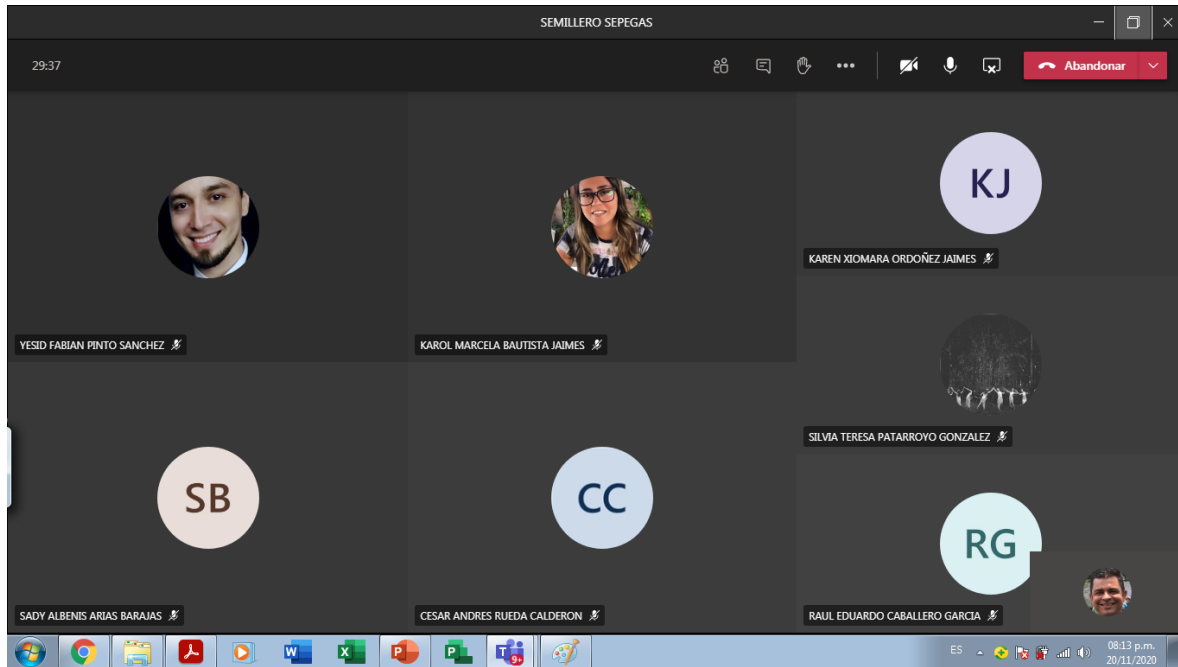 SEMILLERO SEPEGAS
29:37
Abandonar
KJ
KAREN XIOMARA ORDOÑEZ JAIMES
YESID FABIAN PINTO SANCHEZ
KAROL MARCELA BAUTISTA JAIMES
SILVIA TERESA PATARROYO GONZALEZ
SB
CC
RG
SADY ALBENIS ARIAS BARAJAS
CESAR ANDRES RUEDA CALDERON
RAUL EDUARDO CABALLERO GARCIA
ES
08:13 p.m.
20/11/2020